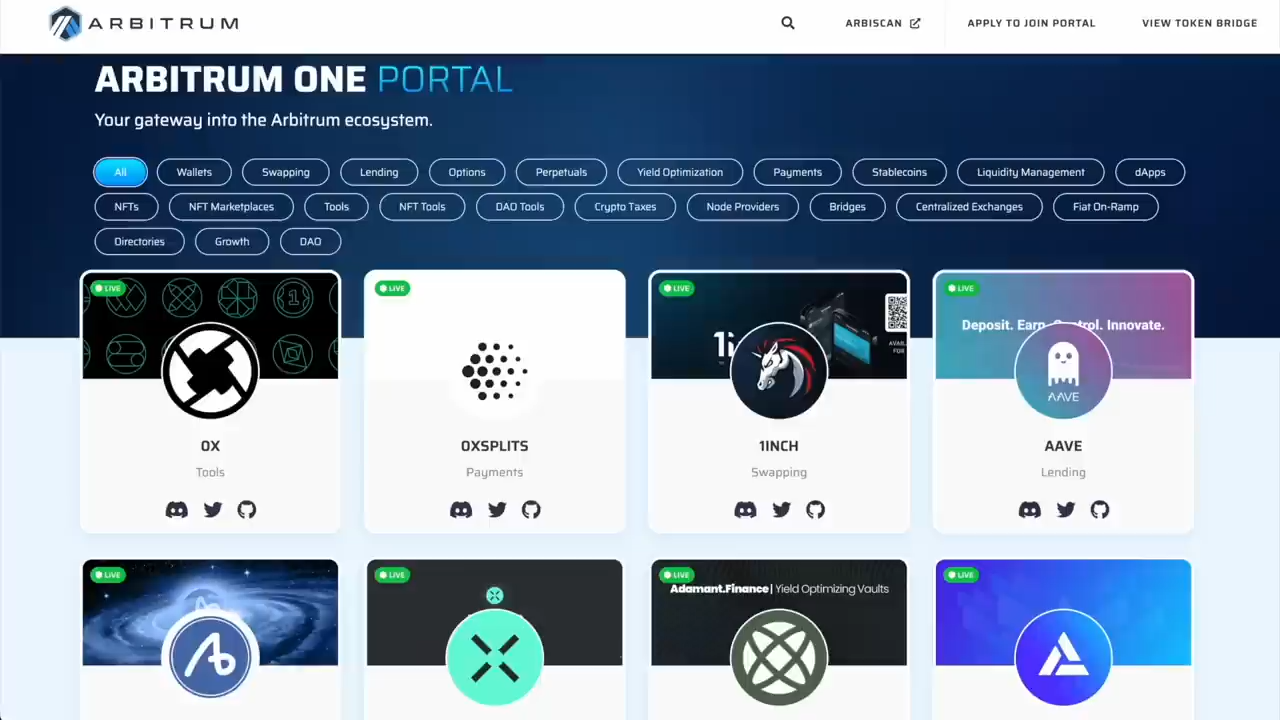 ARBITRUM
ARBISCAN
APPLY TO JOIN PORTAL
VIEW TOKEN BRIDGE
ARBITRUM ONE PORTAL
Your gateway into the Arbitrum ecosystem.
All Wallets Swapping Lending Options Perpetuals Yield Optimization Payments Stablecoins Liquidity Management dApps
NFTs NFT Marketplaces Tools NFT Tools DAO Tools Crypto Taxes Node Providers Bridges Centralized Exchanges Fiat On-Ramp
Directories Growth DAO
LIVE
0X
Tools
LIVE
0XSPLITS
Payments
LIVE
1INCH
Swapping
LIVE
Deposit. Earn. Control. Innovate.
AAVE
AAVE
Lending
LIVE
LIVE
LIVE
Adamant.Finance | Yield Optimizing Vaults
LIVE